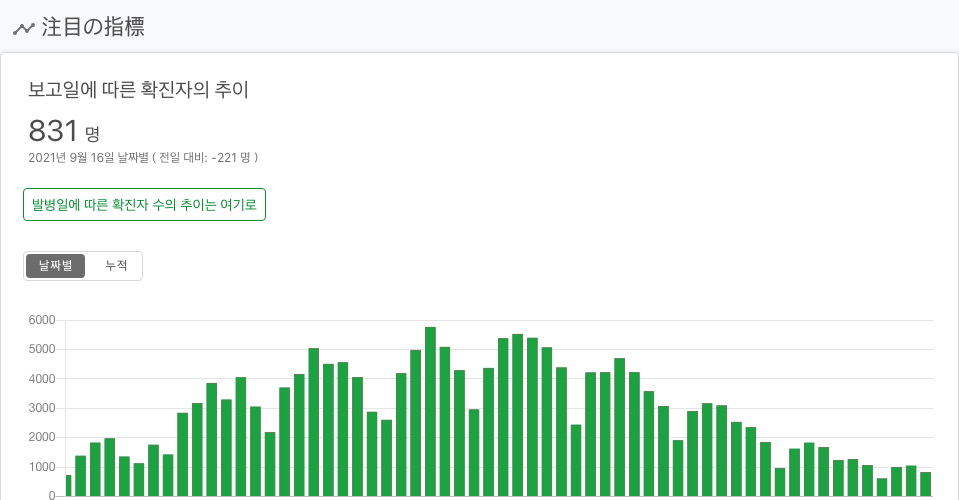 注目の指標
보고일에 따른 확진자의 추이
831 명
2021년 9월 16일 날짜별 ( 전일 대비: -221 명 )
발병일에 따른 확진자 수의 추이는 여기로
날짜별 누적
6000
5000
4000
3000
2000
1000
0